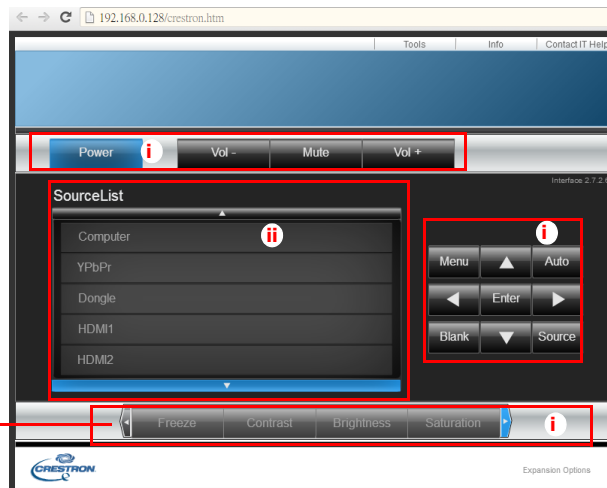 192.168.0.128/crestron.htm
Tools Info Contact IT Help
Power i Vol - Mute Vol +
Interface 2.7.2.
SourceList
ii
Computer
YPbPr
Dongle
HDMI1
HDMI2
i
Menu Auto
Enter
Blank Source
Freeze Contrast Brightness Saturation i
CRESTRON
Expansion Options